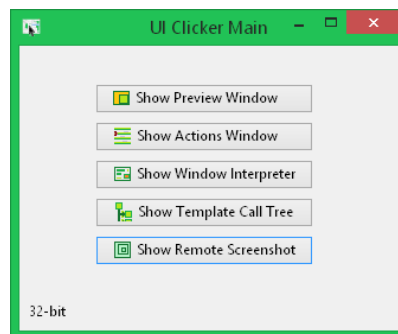 UI Clicker Main
Show Preview Window
Show Actions Window
Show Window Interpreter
Show Template Call Tree
Show Remote Screenshot
32-bit